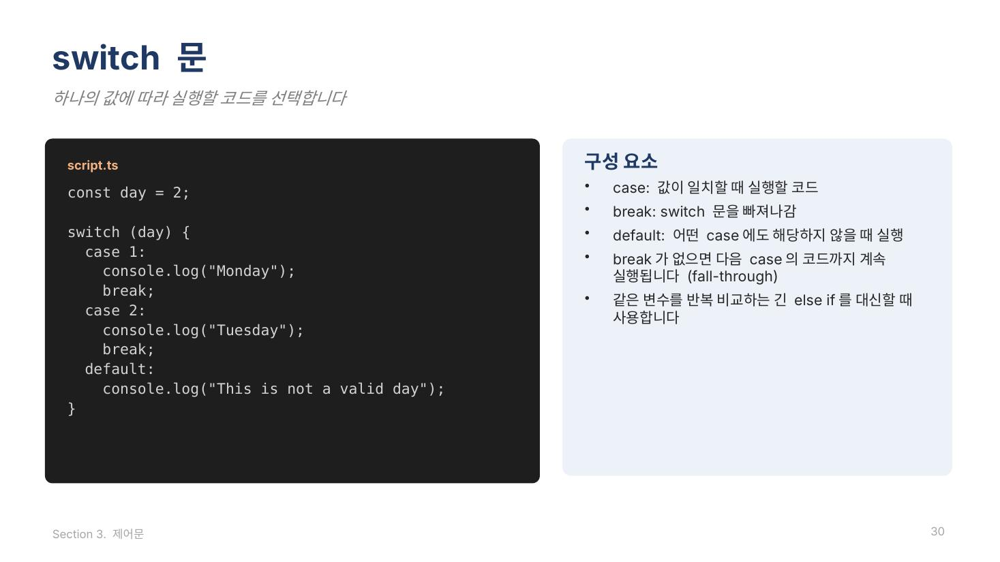 switch 문
하나의 값에 따라 실행할 코드를 선택합니다
script.ts
const day = 2;
switch (day) {
  case 1:
    console.log("Monday");
    break;
  case 2:
    console.log("Tuesday");
    break;
  default:
    console.log("This is not a valid day");
}
구성 요소
• case: 값이 일치할 때 실행할 코드
• break: switch 문을 빠져나감
• default: 어떤 case 에도 해당하지 않을 때 실행
• break 가 없으면 다음 case 의 코드까지 계속
실행됩니다 (fall-through)
• 같은 변수를 반복 비교하는 긴 else if 를 대신할 때
사용합니다
Section 3. 제어문
30